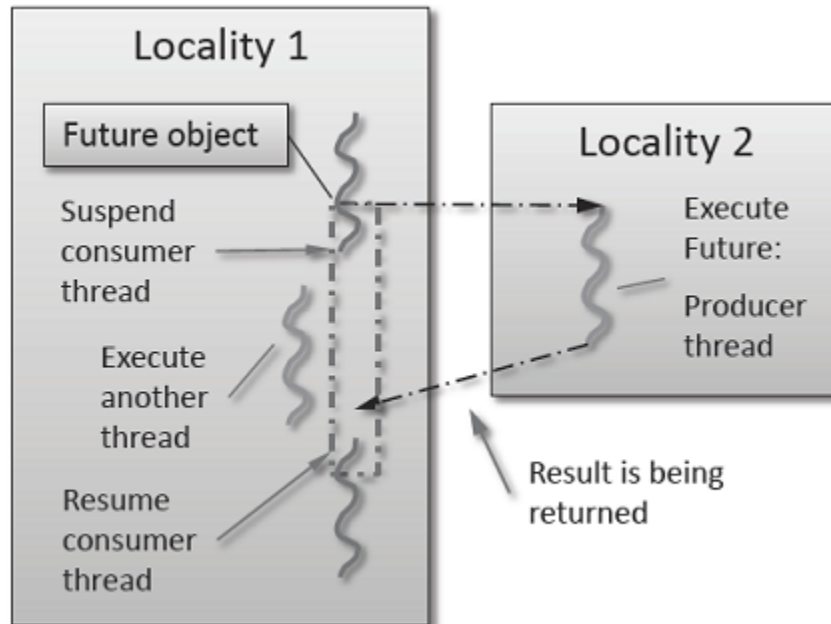 Locality 1
Future object
Suspend
consumer
thread
Execute
another
thread
Resume
consumer
thread
Locality 2
Execute
Future:
Producer
thread
Result is being
returned